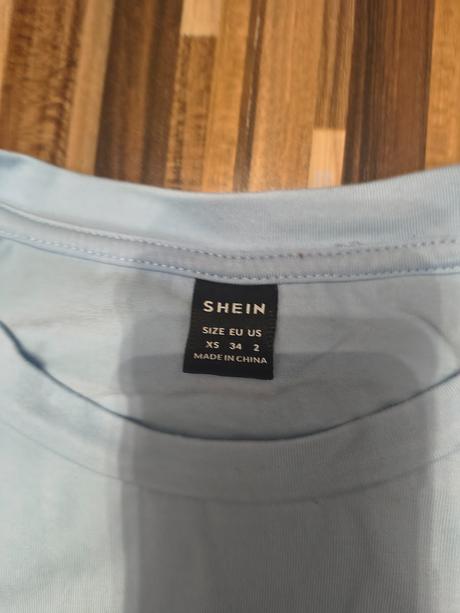 SHEIN
SIZE EU US
XS 34 2
MADE IN CHINA